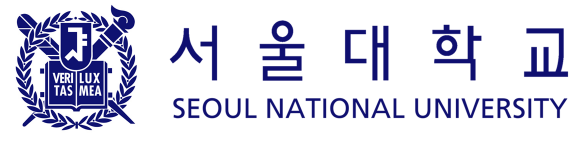 VERI LUX
TAS MEA
서울대학교
SEOUL NATIONAL UNIVERSITY